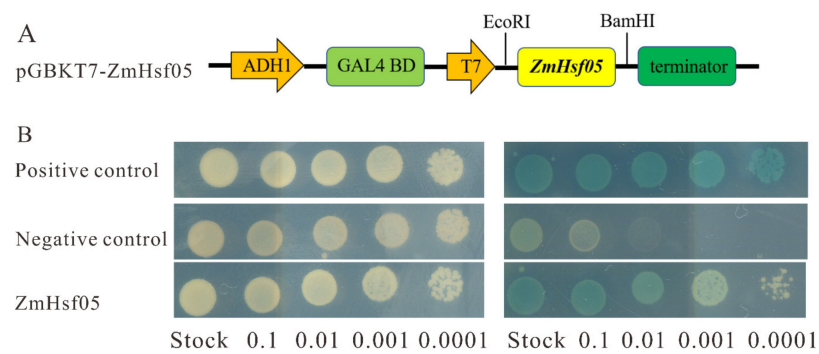 A
EcoRI BamHI
pGBKT7-ZmHsf05 ADH1 GAL4 BD T7 ZmHsf05 terminator
B
Positive control
Negative control
ZmHsf05
Stock 0.1 0.01 0.001 0.0001 Stock 0.1 0.01 0.001 0.0001